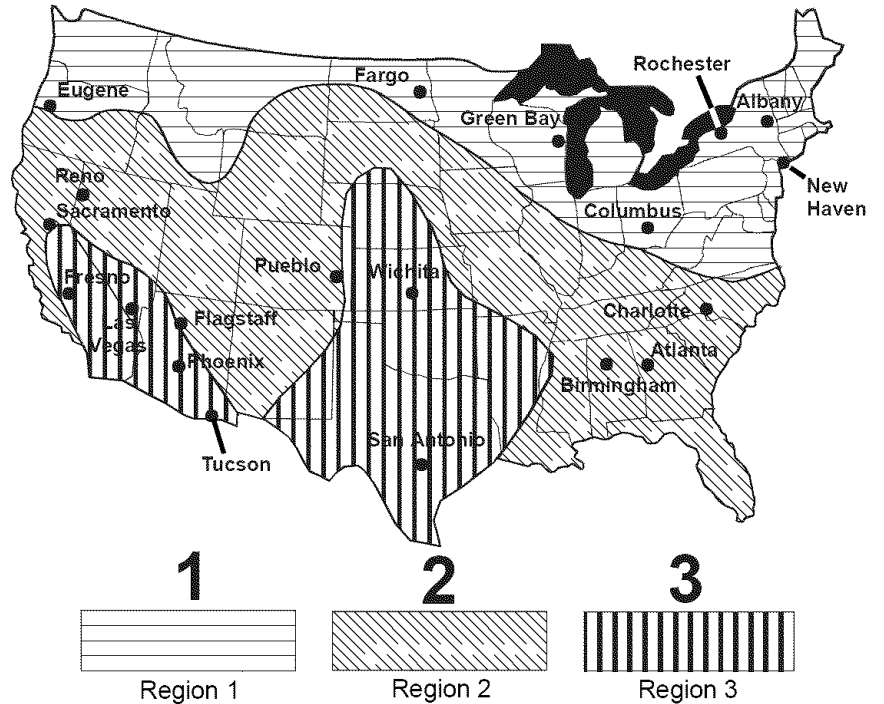 Rochester
Fargo
Eugene
Albany
Green Bay
Reno
New
Haven
Sacramento
Columbus
Pueblo
Wichita
Fresno
Charlotte
Las
Vegas
Flagstaff
Atlanta
Phoenix
Birmingham
San Antonio
Tucson
1
2
3
Region 1
Region 2
Region 3